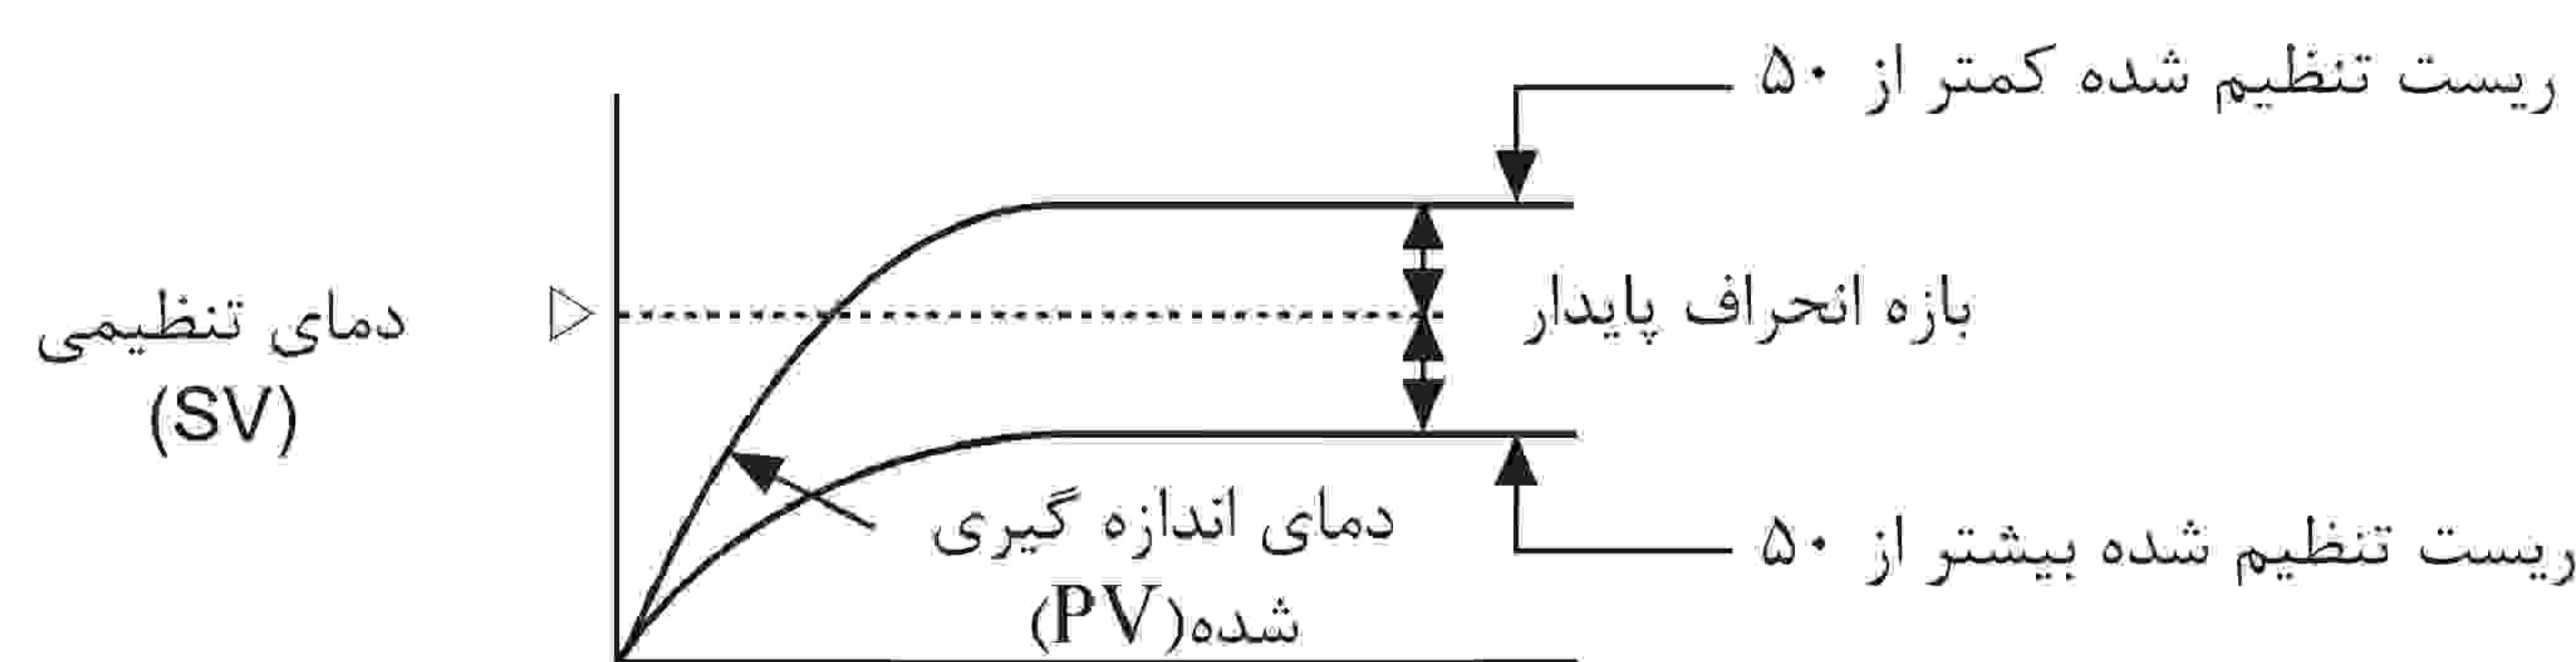 ریست تنظیم شده کمتر از ۵۰
دمای تنظیمی
(SV)
بازه انحراف پایدار
دمای اندازه گیری
شده(PV)
ریست تنظیم شده بیشتر از ۵۰